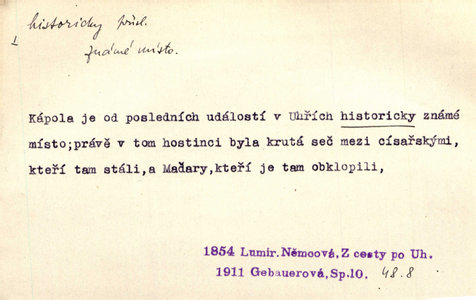 historicky přísl.
I
známé místo.
Kápola je od posledních událostí v Uhřích historicky známé
místo;právě v tom hostinci byla krutá seč mezi císařskými,
kteří tam stáli,a Maďary,kteří je tam obklopili,
1854 Lumir.Němcová,Z cesty po Uh.
1911 Gebauerová,Sp.10. 48.8